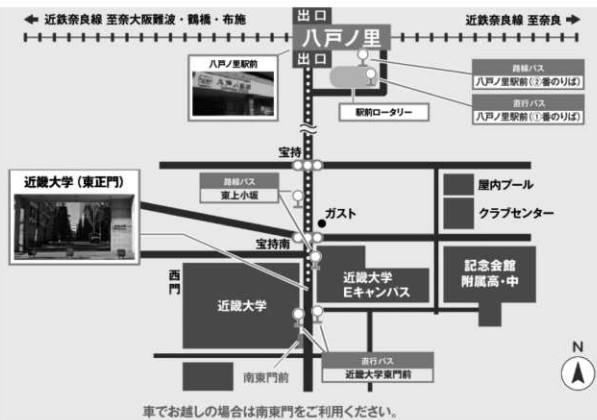 ← 近鉄奈良線 至奈大阪難波・鶴橋・布施
出口
近鉄奈良線 至奈良 →
八戸ノ里
出口
八戸ノ里駅前
路線バス
八戸ノ里駅前(②番のりば)
直行バス
八戸ノ里駅前(①番のりば)
駅前ロータリー
宝持
近畿大学(東正門)
路線バス
東上小坂
ガスト
屋内プール
クラブセンター
宝持南
西門
近畿大学
近畿大学
Eキャンパス
記念会館
附属高・中
直行バス
近畿大学東門前
南東門前
N
車でお越しの場合は南東門をご利用ください。